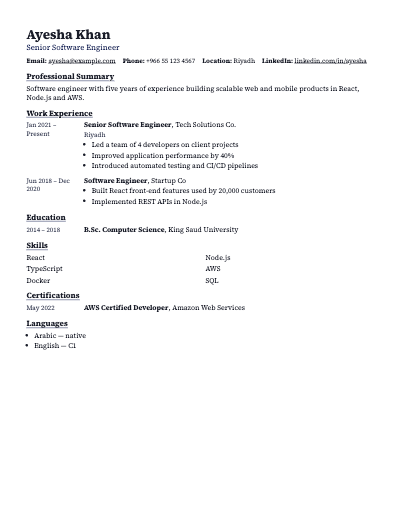 Ayesha Khan
Senior Software Engineer
Email: ayesha@example.com Phone: +966 55 123 4567 Location: Riyadh LinkedIn: linkedin.com/in/ayesha
Professional Summary
Software engineer with five years of experience building scalable web and mobile products in React,
Node.js and AWS.
Work Experience
Jan 2021 – Present
Senior Software Engineer, Tech Solutions Co.
Riyadh
• Led a team of 4 developers on client projects
• Improved application performance by 40%
• Introduced automated testing and CI/CD pipelines
Jun 2018 – Dec 2020
Software Engineer, Startup Co
• Built React front-end features used by 20,000 customers
• Implemented REST APIs in Node.js
Education
2014 – 2018 B.Sc. Computer Science, King Saud University
Skills
React Node.js
TypeScript AWS
Docker SQL
Certifications
May 2022 AWS Certified Developer, Amazon Web Services
Languages
• Arabic — native
• English — C1